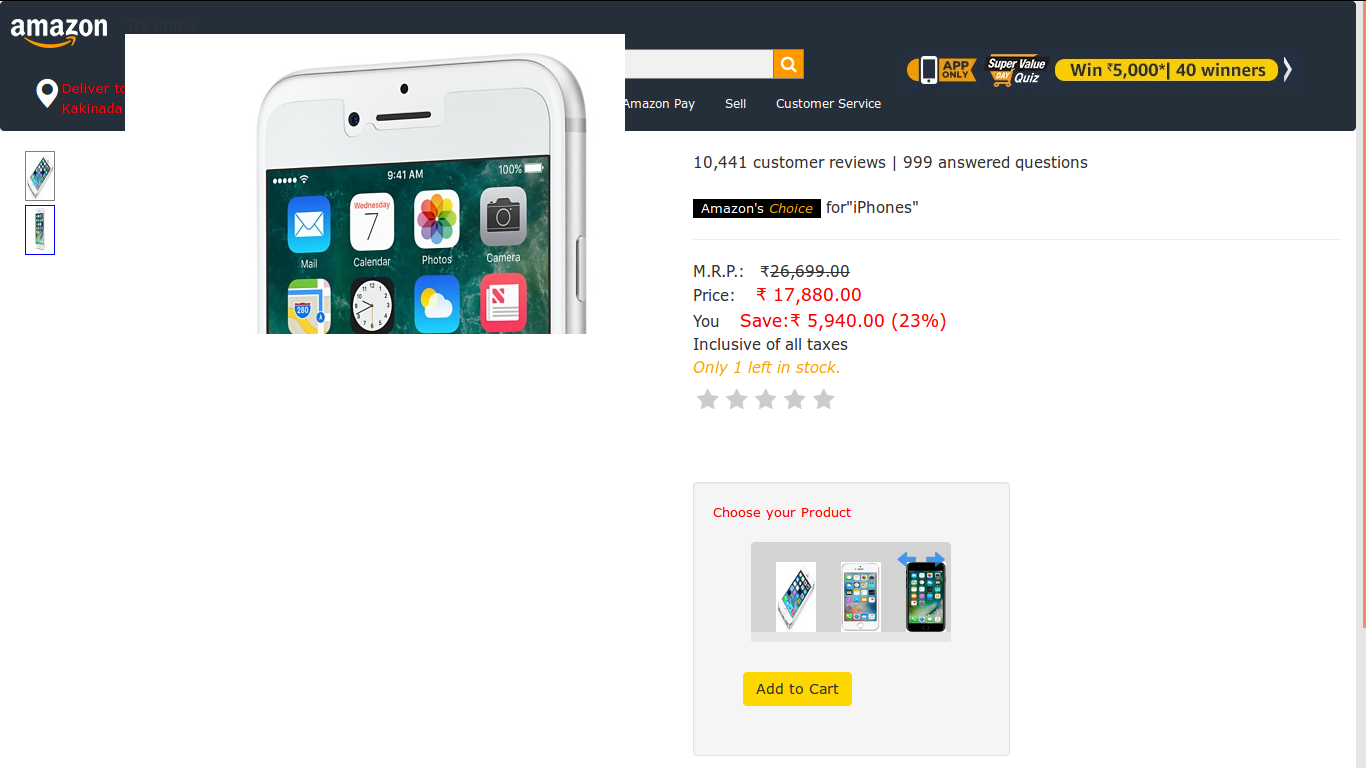 amazon
Try Prime
APP ONLY
Super Value DAY Quiz
Win ₹5,000*| 40 winners
Deliver to
Kakinada
Amazon Pay
Sell
Customer Service
9:41 AM
100%
Wednesday
7
Mail
Calendar
Photos
Camera
280
10,441 customer reviews | 999 answered questions
Amazon's Choice for"iPhones"
M.R.P.: ₹26,699.00
Price: ₹ 17,880.00
You Save:₹ 5,940.00 (23%)
Inclusive of all taxes
Only 1 left in stock.
Choose your Product
Add to Cart